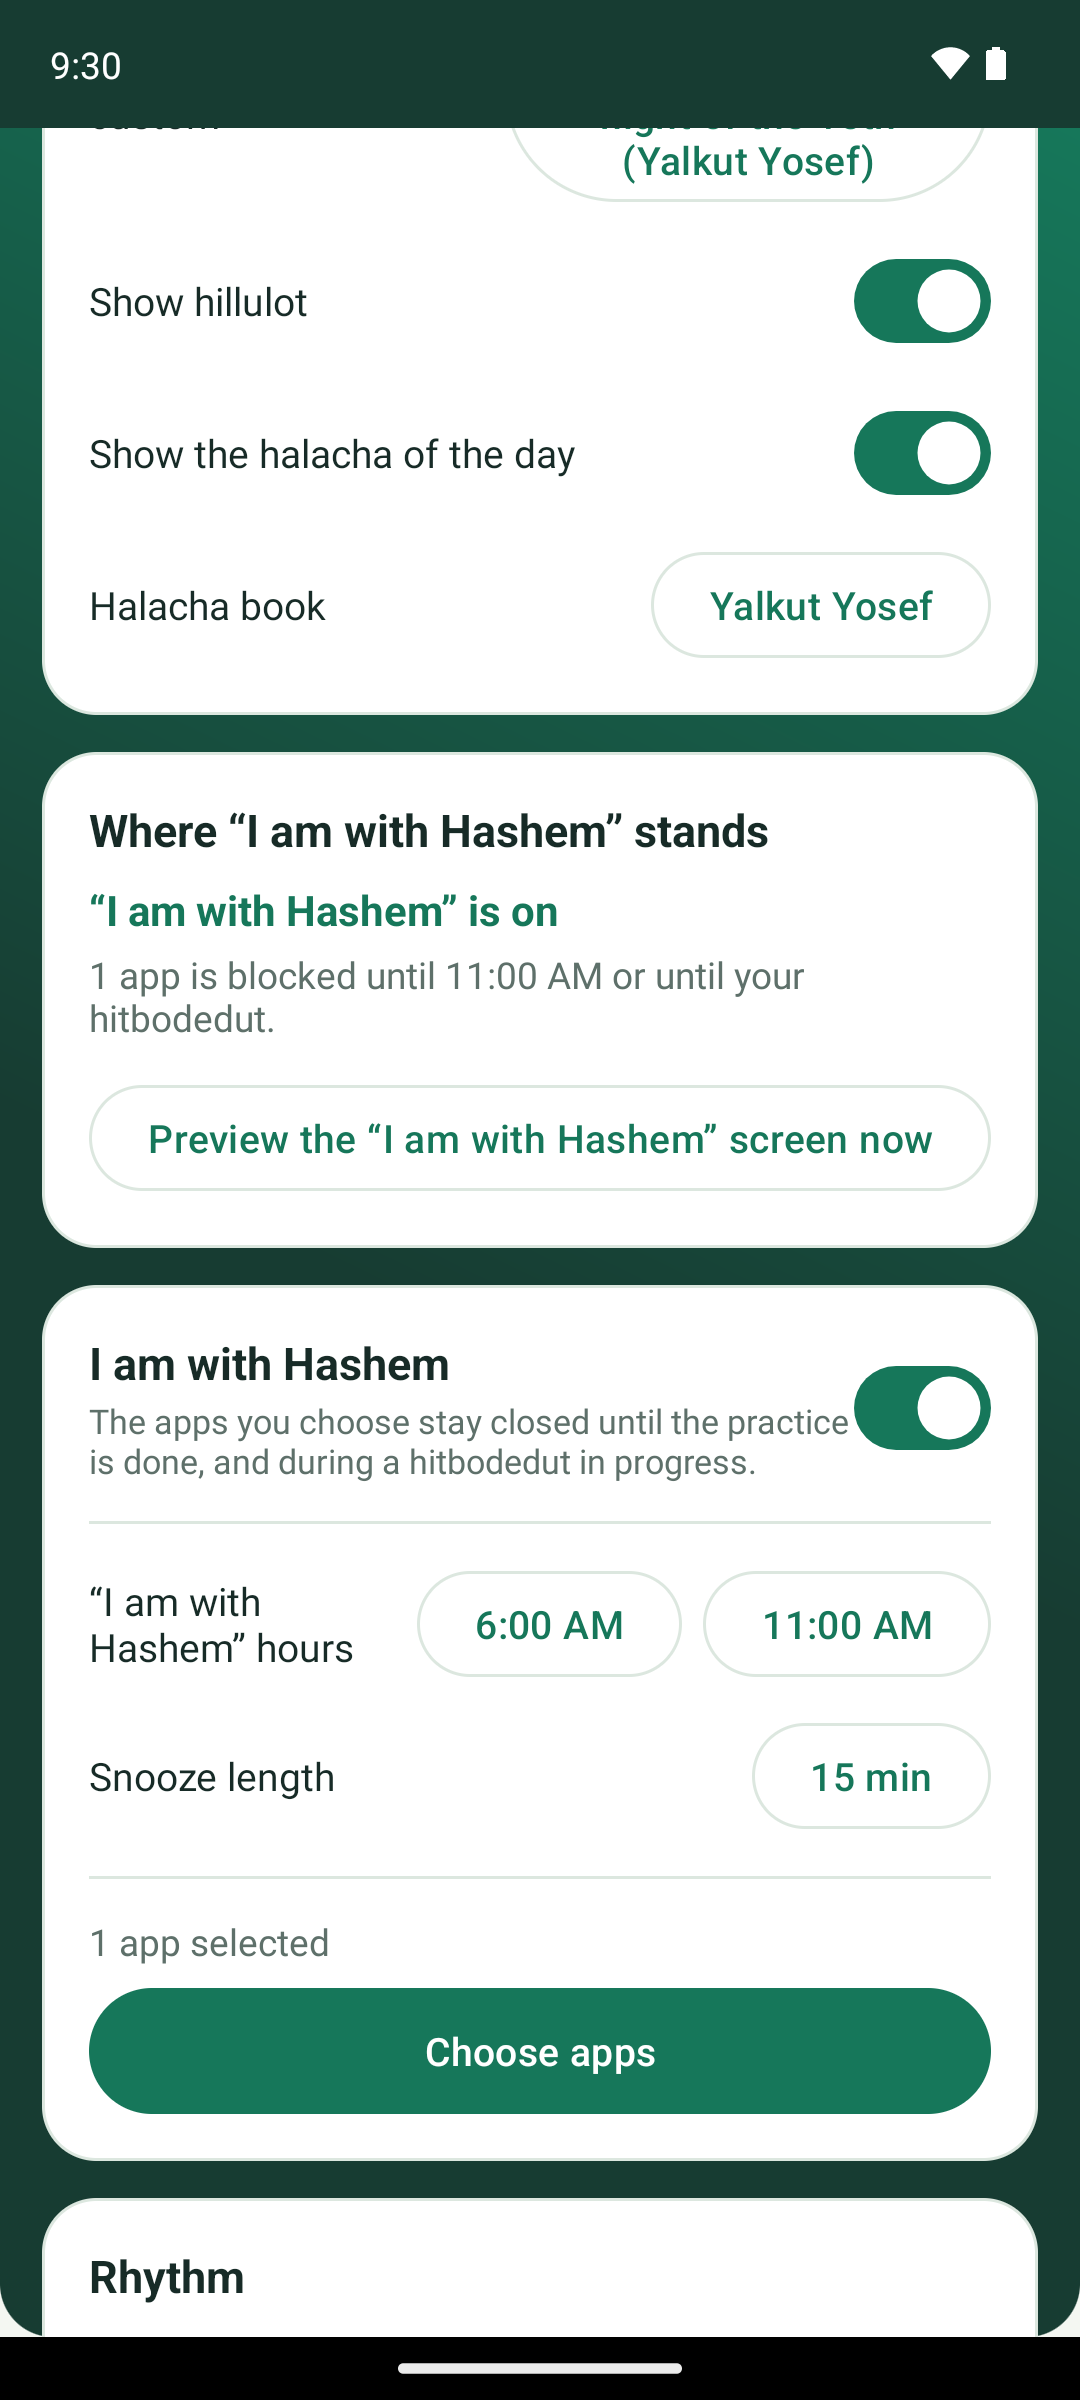 9:30
(Yalkut Yosef)
Show hillulot
Show the halacha of the day
Halacha book
Yalkut Yosef
Where “I am with Hashem” stands
“I am with Hashem” is on
1 app is blocked until 11:00 AM or until your
hitbodedut.
Preview the “I am with Hashem” screen now
I am with Hashem
The apps you choose stay closed until the practice
is done, and during a hitbodedut in progress.
“I am with
Hashem” hours
6:00 AM
11:00 AM
Snooze length
15 min
1 app selected
Choose apps
Rhythm